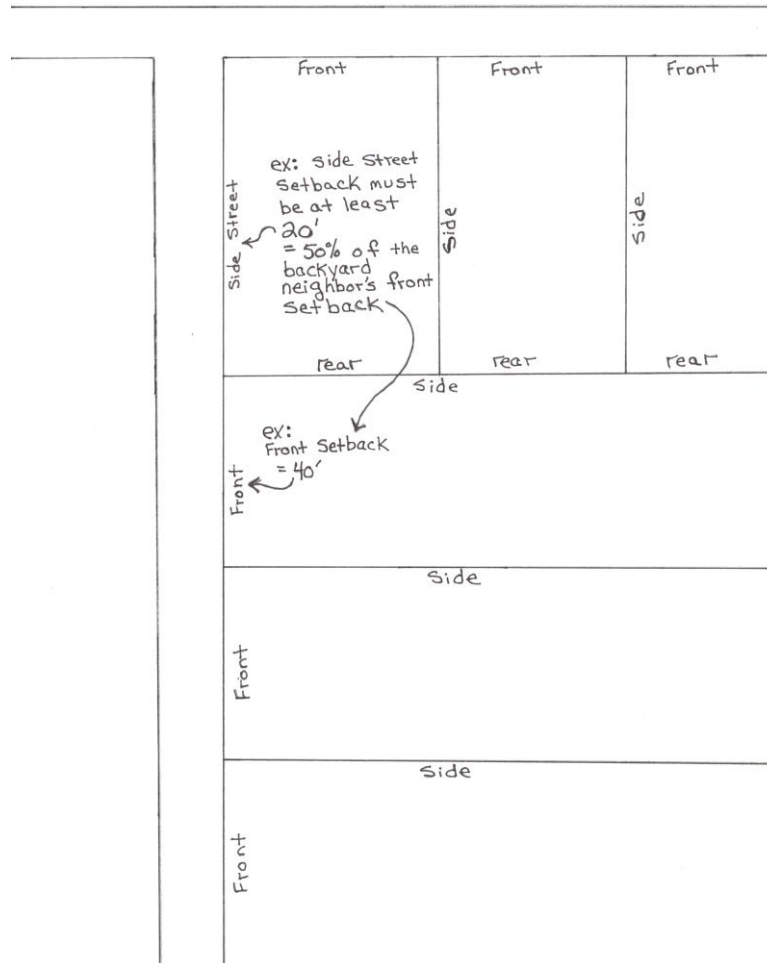 Front
Front
Front
Side Street
ex: Side Street
setback must
be at least
20'
= 50% of the
backyard
neighbor's front
setback
Side
Side
rear
rear
rear
Side
ex:
Front Setback
= 40'
Front
Side
Front
Side
Front